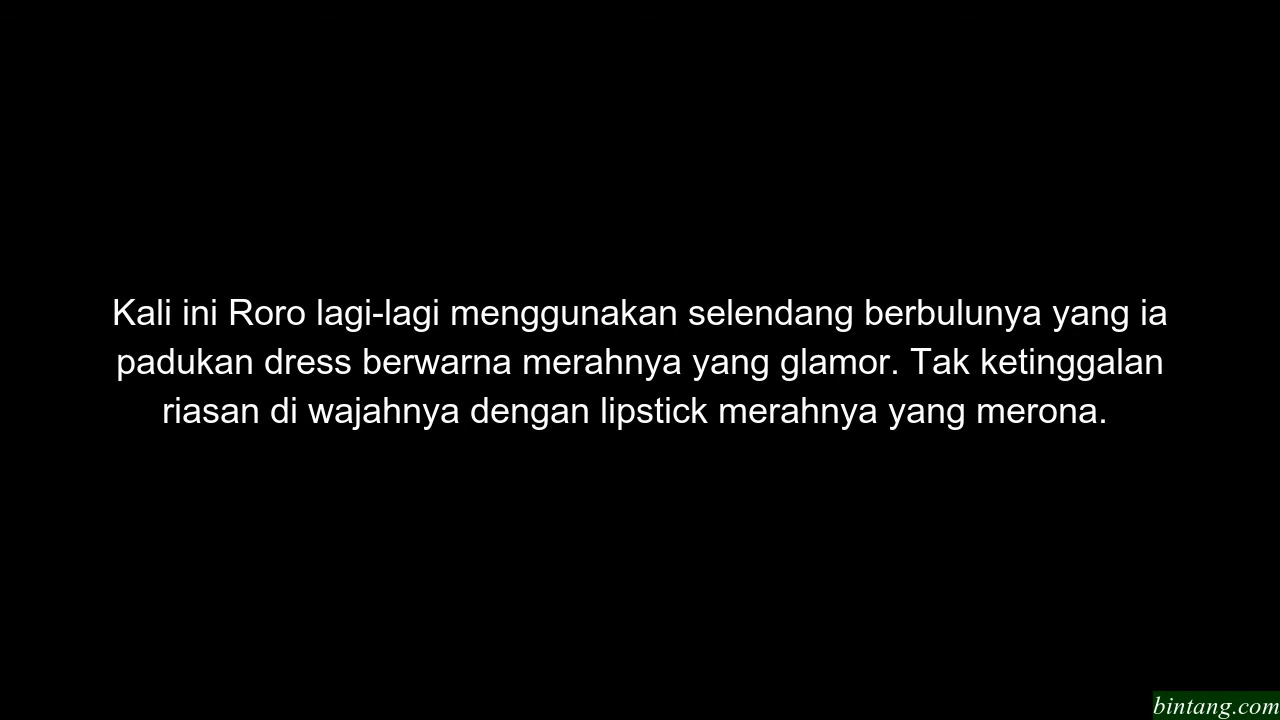 Kali ini Roro lagi-lagi menggunakan selendang berbulunya yang ia
padukan dress berwarna merahnya yang glamor. Tak ketinggalan
riasan di wajahnya dengan lipstick merahnya yang merona.
bintang.com